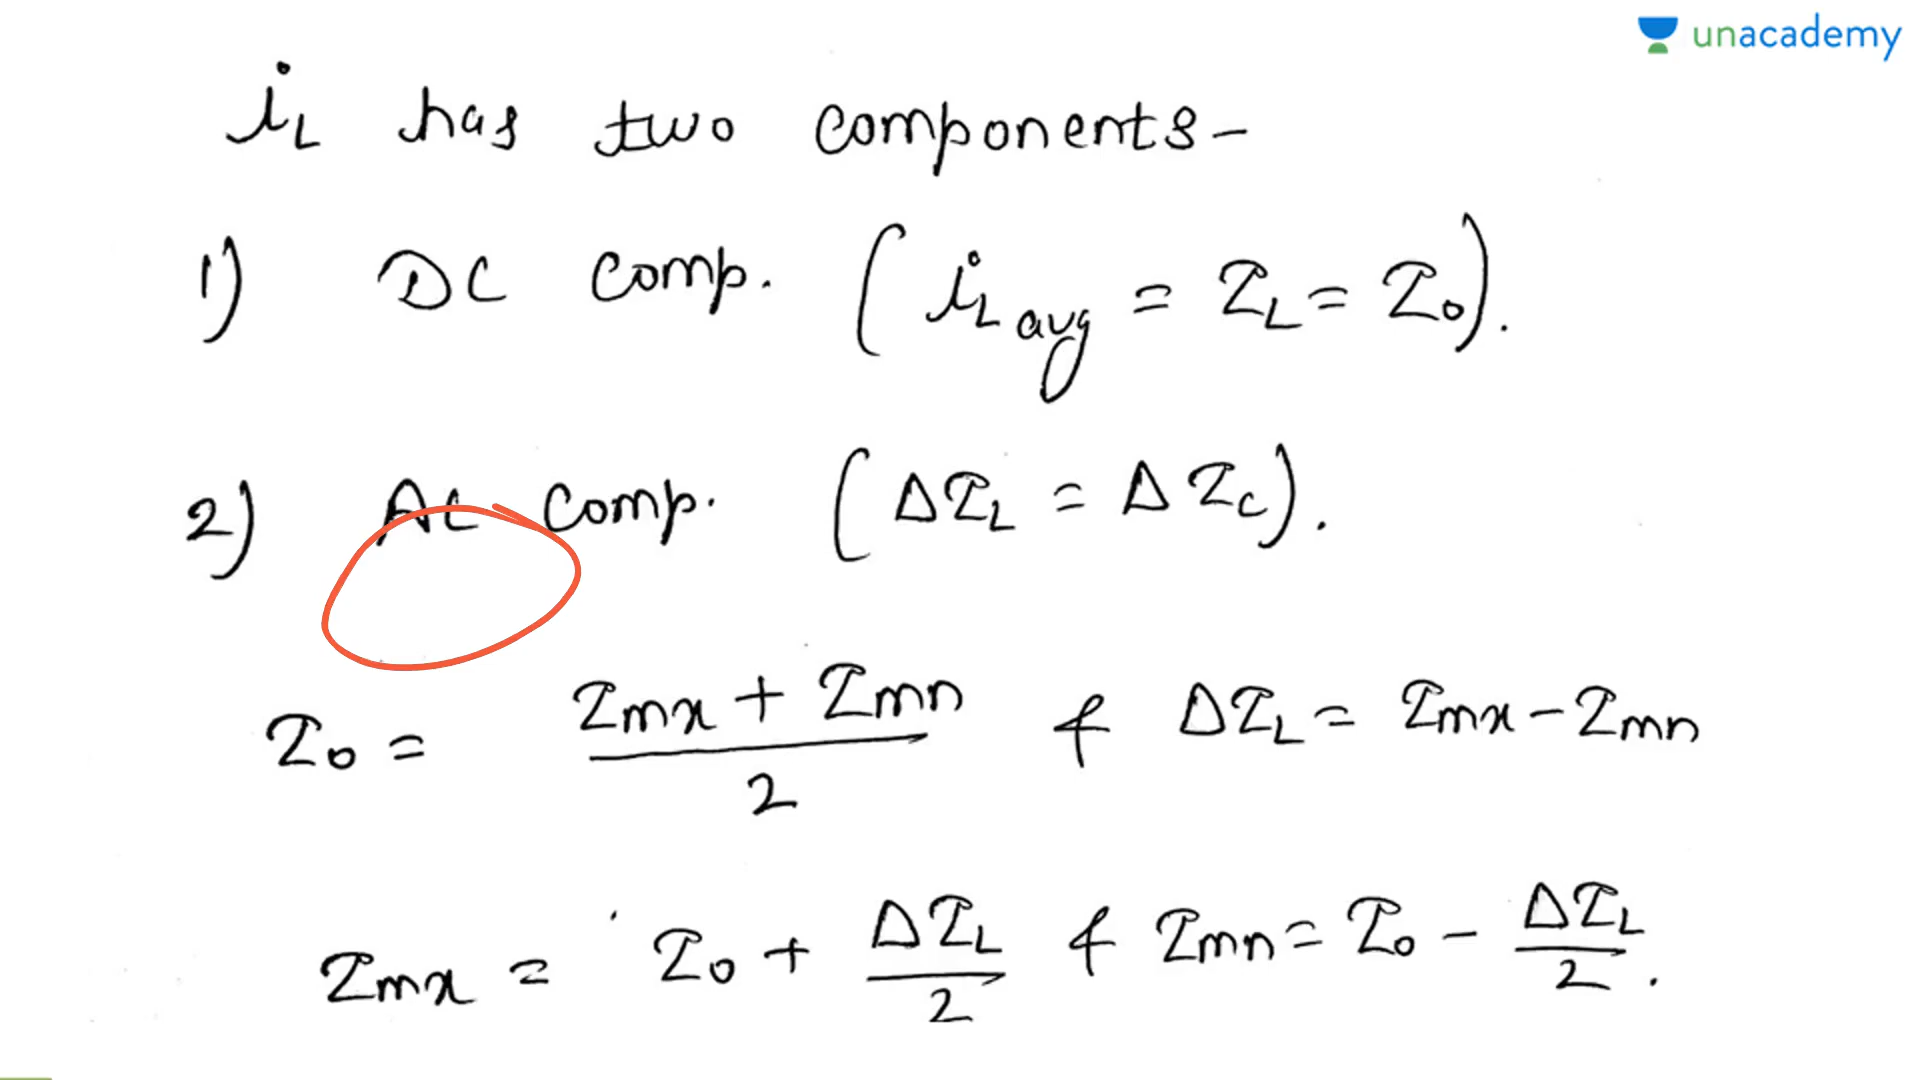 unacademy
iL has two components-
1) DC comp. (iL avg = IL = Io).
2) AC comp. (ΔIL = ΔIc).
Io = (Imx + Imn)/2 & ΔIL = Imx - Imn
Imx = Io + ΔIL/2 & Imn = Io - ΔIL/2.